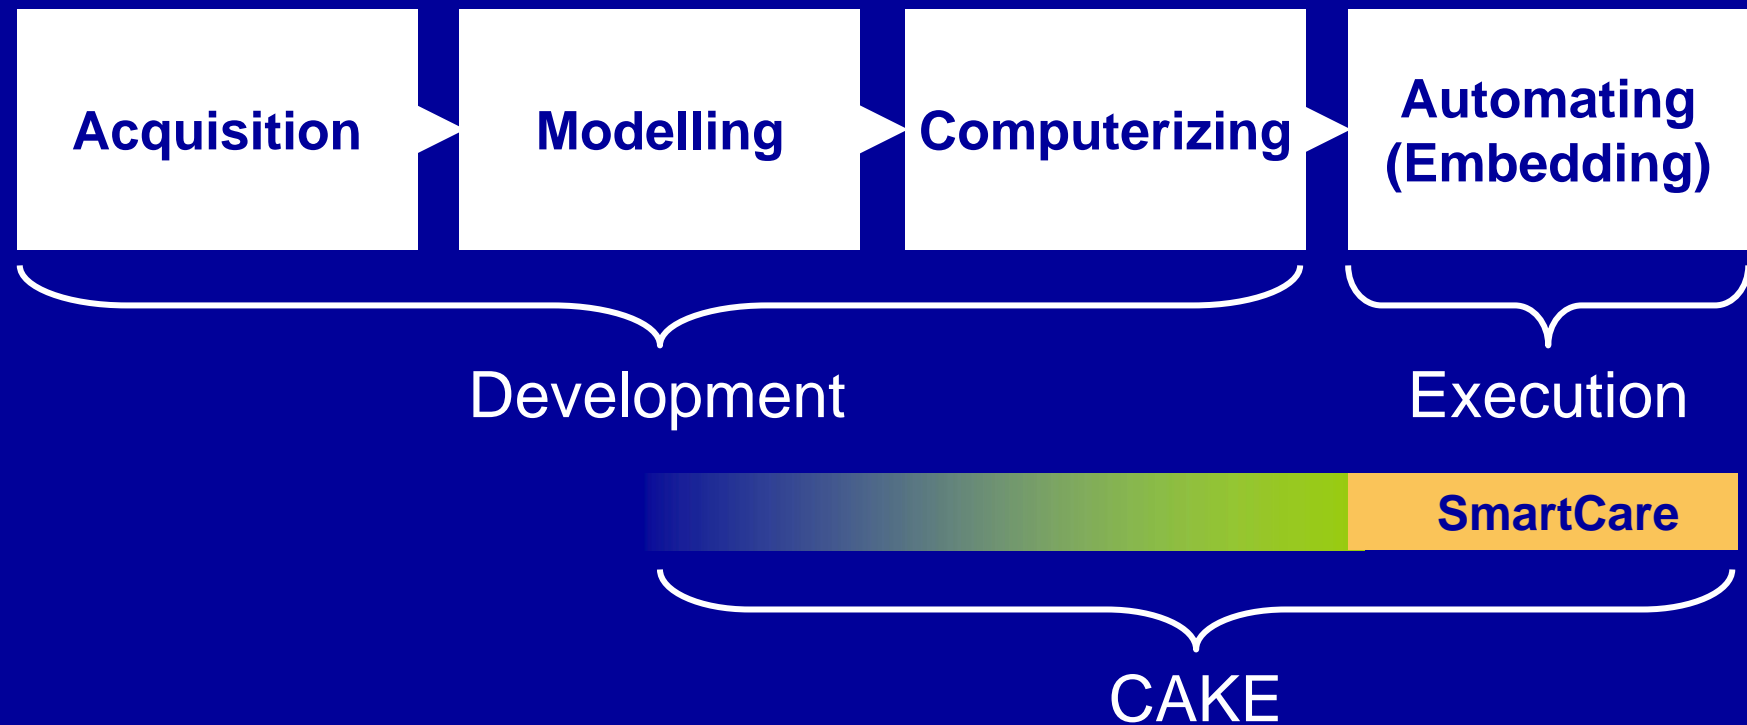 Acquisition
Modelling
Computerizing
Automating
(Embedding)
Development
Execution
SmartCare
CAKE